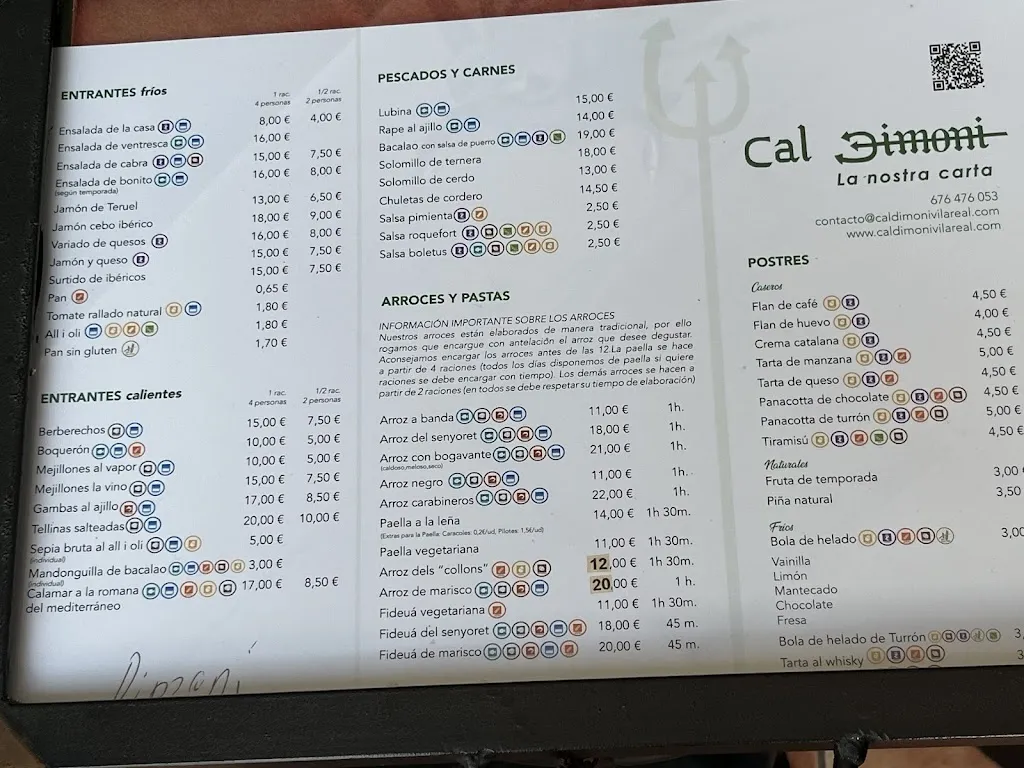 ENTRANTES fríos
1 rac. 1/2 rac.
4 personas 2 personas
Ensalada de la casa 8,00 € 4,00 €
Ensalada de ventresca 16,00 €
Ensalada de cabra 15,00 € 7,50 €
Ensalada de bonito 16,00 € 8,00 €
(según temporada)
Jamón de Teruel 13,00 € 6,50 €
Jamón cebo ibérico 18,00 € 9,00 €
Variado de quesos 16,00 € 8,00 €
Jamón y queso 15,00 € 7,50 €
Surtido de ibéricos 15,00 € 7,50 €
Pan 0,65 €
Tomate rallado natural 1,80 €
All i oli 1,80 €
Pan sin gluten 1,70 €
ENTRANTES calientes
1 rac. 1/2 rac.
4 personas 2 personas
Berberechos 15,00 € 7,50 €
Boquerón 10,00 € 5,00 €
Mejillones al vapor 10,00 € 5,00 €
Mejillones la vino 15,00 € 7,50 €
Gambas al ajillo 17,00 € 8,50 €
Tellinas salteadas 20,00 € 10,00 €
Sepia bruta al all i oli 5,00 €
(individual)
Mandonguilla de bacalao 3,00 €
(individual)
Calamar a la romana 17,00 € 8,50 €
del mediterráneo
PESCADOS Y CARNES
Lubina 15,00 €
Rape al ajillo 14,00 €
Bacalao con salsa de puerro 19,00 €
Solomillo de ternera 18,00 €
Solomillo de cerdo 13,00 €
Chuletas de cordero 14,50 €
Salsa pimienta 2,50 €
Salsa roquefort 2,50 €
Salsa boletus 2,50 €
ARROCES Y PASTAS
INFORMACIÓN IMPORTANTE SOBRE LOS ARROCES
Nuestros arroces están elaborados de manera tradicional, por ello
rogamos que encargue con antelación el arroz que desee degustar.
Aconsejamos encargar los arroces antes de las 12.La paella se hace
a partir de 4 raciones (todos los días disponemos de paella si quiere
raciones se debe encargar con tiempo). Los demás arroces se hacen a
partir de 2 raciones (en todos se debe respetar su tiempo de elaboración)
Arroz a banda 11,00 € 1h.
Arroz del senyoret 18,00 € 1h.
Arroz con bogavante 21,00 € 1h.
(caldoso,meloso,seco)
Arroz negro 11,00 € 1h.
Arroz carabineros 22,00 € 1h.
Paella a la leña 14,00 € 1h 30m.
(Extras para la Paella: Caracoles: 0,2€/ud, Pilotes: 1,5€/ud)
Paella vegetariana 11,00 € 1h 30m.
Arroz dels "collons" 12,00 € 1h 30m.
Arroz de marisco 20,00 € 1 h.
Fideuá vegetariana 11,00 € 1h 30m.
Fideuá del senyoret 18,00 € 45 m.
Fideuá de marisco 20,00 € 45 m.
Cal Dimoni
La nostra carta
676 476 053
contacto@caldimonivilareal.com
www.caldimonivilareal.com
POSTRES
Caseros
Flan de café 4,50 €
Flan de huevo 4,00 €
Crema catalana 4,50 €
Tarta de manzana 5,00 €
Tarta de queso 4,50 €
Panacotta de chocolate 4,50 €
Panacotta de turrón 5,00 €
Tiramisú 4,50 €
Naturales
Fruta de temporada 3,00
Piña natural 3,50
Fríos
Bola de helado 3,00
Vainilla
Limón
Mantecado
Chocolate
Fresa
Bola de helado de Turrón
Tarta al whisky